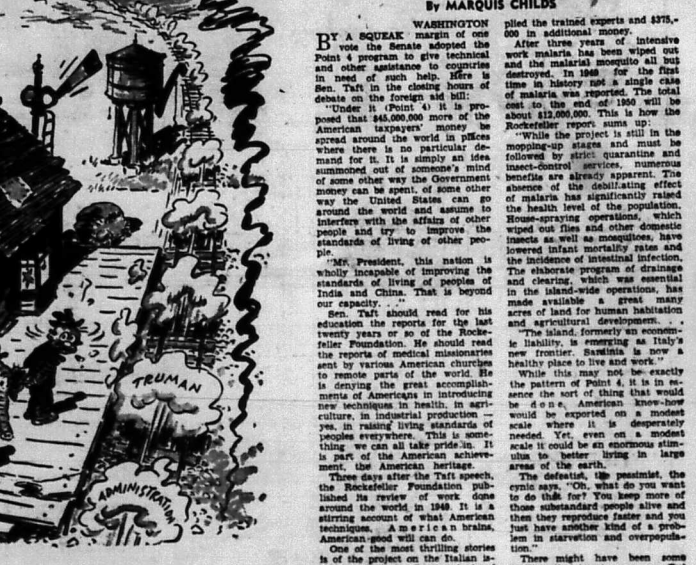 TRUMAN
ADMINISTRATION
By MARQUIS CHILDS
WASHINGTON
BY A SQUEAK margin of one
vote the Senate adopted the
Point 4 program to give technical
and other assistance to countries
in need of such help. Here is
Sen. Taft in the closing hours of
debate on the foreign aid bill:
"Under it (Point 4) it is pro-
posed that $45,000,000 more of the
American taxpayers' money be
spread around the world in places
where there is no particular de-
mand for it. It is simply an idea
summoned out of someone's mind
of some other way the Government
money can be spent, of some other
way the United States can go
around the world and assume to
interfere with the affairs of other
people and try to improve the
standards of living of other peo-
ple.
"Mr. President, this nation is
wholly incapable of improving the
standards of living of peoples of
India and China. That is beyond
our capacity. . ."
Sen. Taft should read for his
education the reports for the last
twenty years or so of the Rocke-
feller Foundation. He should read
the reports of medical missionaries
sent by various American churches
to remote parts of the world. He
is denying the great accomplish-
ments of Americans in introducing
new techniques in health, in agri-
culture, in industrial production —
yes, in raising living standards of
peoples everywhere. This is some-
thing we can all take pride in. It
is part of the American achieve-
ment, the American heritage.
Three days after the Taft speech,
the Rockefeller Foundation pub-
lished its review of work done
around the world in 1949. It is a
stirring account of what American
techniques, American brains,
American good will can do.
One of the most thrilling stories
is of the project on the Italian is-
plied the trained experts and $375,-
000 in additional money.
After three years of intensive
work malaria has been wiped out
and the malarial mosquito all but
destroyed. In 1949 for the first
time in history not a single case
of malaria was reported. The total
cost to the end of 1950 will be
about $12,000,000. This is how the
Rockefeller report sums up:
"While the project is still in the
mopping-up stages and must be
followed by strict quarantine and
insect-control services, numerous
benefits are already apparent. The
absence of the debilitating effect
of malaria has significantly raised
the health level of the population.
House-spraying operations, which
wiped out flies and other domestic
insects as well as mosquitoes, have
lowered infant mortality rates and
the incidence of intestinal infection.
The elaborate program of drainage
and clearing, which was essential
in the island-wide operations, has
made available a great many
acres of land for human habitation
and agricultural development. . .
"The island, formerly an econom-
ic liability, is emerging as Italy's
new frontier. Sardinia is now a
healthy place to live and work."
While this may not be exactly
the pattern of Point 4, it is in es-
sence the sort of thing that would
be done. American know-how
would be exported on a modest
scale where it is desperately
needed. Yet, even on a modest
scale it could be an enormous stim-
ulus to better living in large
areas of the earth.
The defeatist, the pessimist, the
cynic says, "Oh, what do you want
to do that for? You keep more of
those substandard people alive and
then they reproduce faster and you
just have another kind of a prob-
lem in starvation and overpopula-
tion."
There might have been some